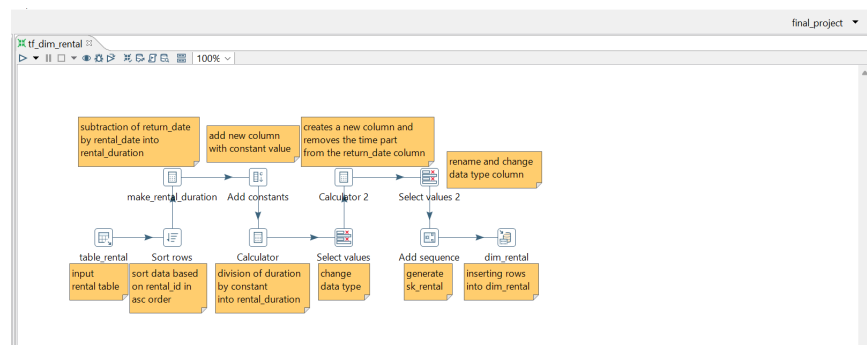 final_project
tf_dim_rental
100%
subtraction of return_date
by rental_date into
rental_duration
add new column
with constant value
creates a new column and
removes the time part
from the return_date column
rename and change
data type column
make_rental_duration
Add constants
Calculator 2
Select values 2
table_rental
Sort rows
Calculator
Select values
Add sequence
dim_rental
input
rental table
sort data based
on rental_id in
asc order
division of duration
by constant
into rental_duration
change
data type
generate
sk_rental
inserting rows
into dim_rental